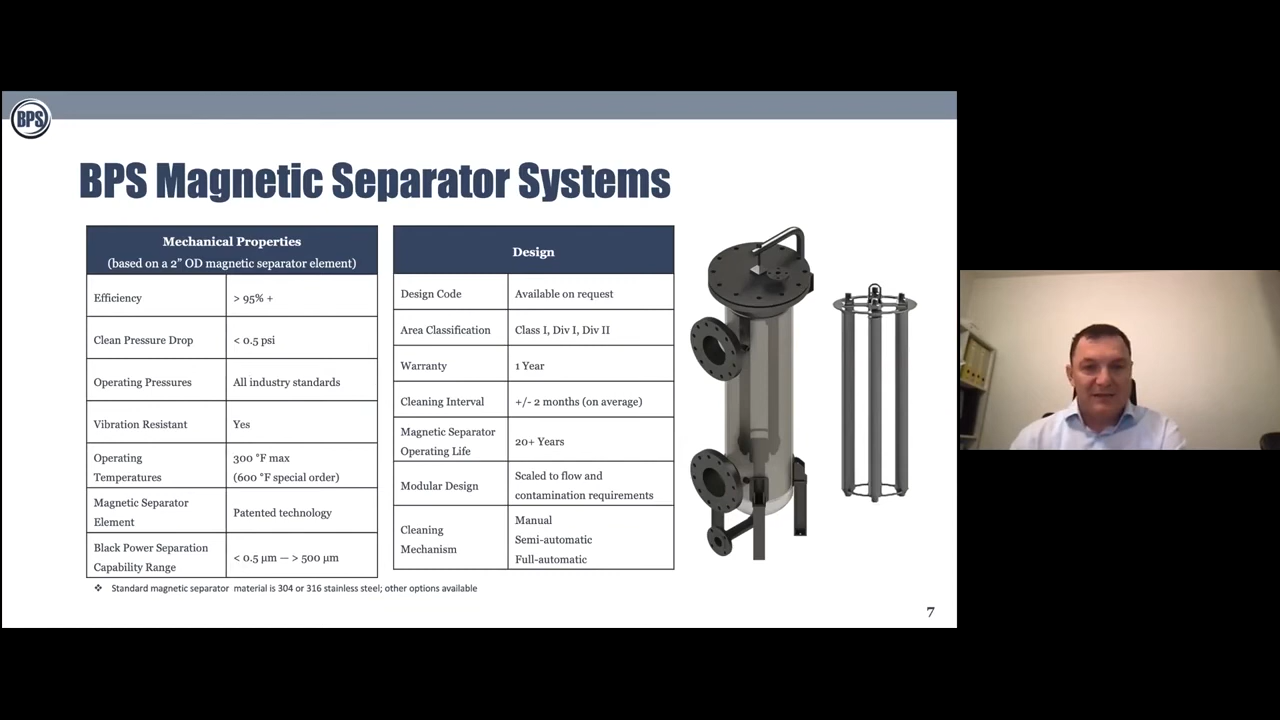 BPS
BPS Magnetic Separator Systems
Mechanical Properties
(based on a 2" OD magnetic separator element)
Efficiency
> 95% +
Clean Pressure Drop
< 0.5 psi
Operating Pressures
All industry standards
Vibration Resistant
Yes
Operating
Temperatures
300 °F max
(600 °F special order)
Magnetic Separator
Element
Patented technology
Black Power Separation
Capability Range
< 0.5 µm — > 500 µm
Design
Design Code
Available on request
Area Classification
Class I, Div I, Div II
Warranty
1 Year
Cleaning Interval
+/- 2 months (on average)
Magnetic Separator
Operating Life
20+ Years
Modular Design
Scaled to flow and
contamination requirements
Cleaning
Mechanism
Manual
Semi-automatic
Full-automatic
❖ Standard magnetic separator material is 304 or 316 stainless steel; other options available
7